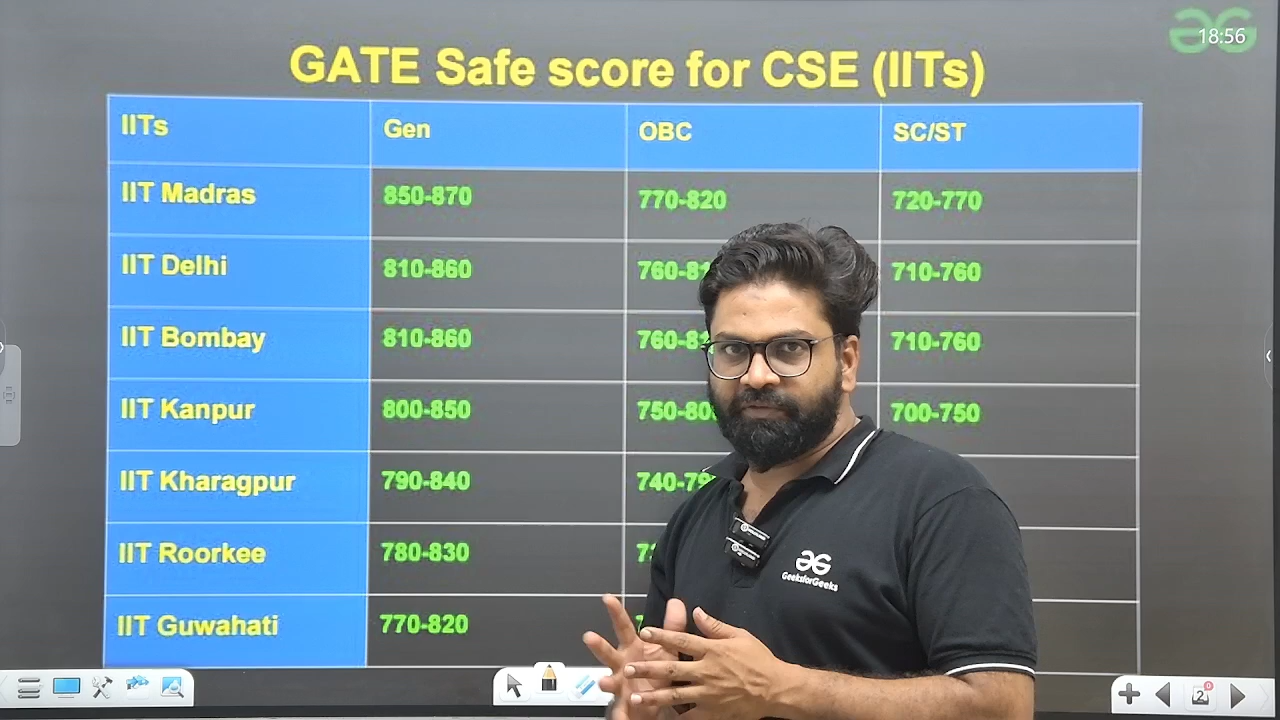 18:56
GATE Safe score for CSE (IITs)
IITs Gen OBC SC/ST
IIT Madras 850-870 770-820 720-770
IIT Delhi 810-860 710-760
IIT Bombay 810-860 710-760
IIT Kanpur 800-850 700-750
IIT Kharagpur 790-840
IIT Roorkee 780-830
IIT Guwahati 770-820
GeeksforGeeks
2
0